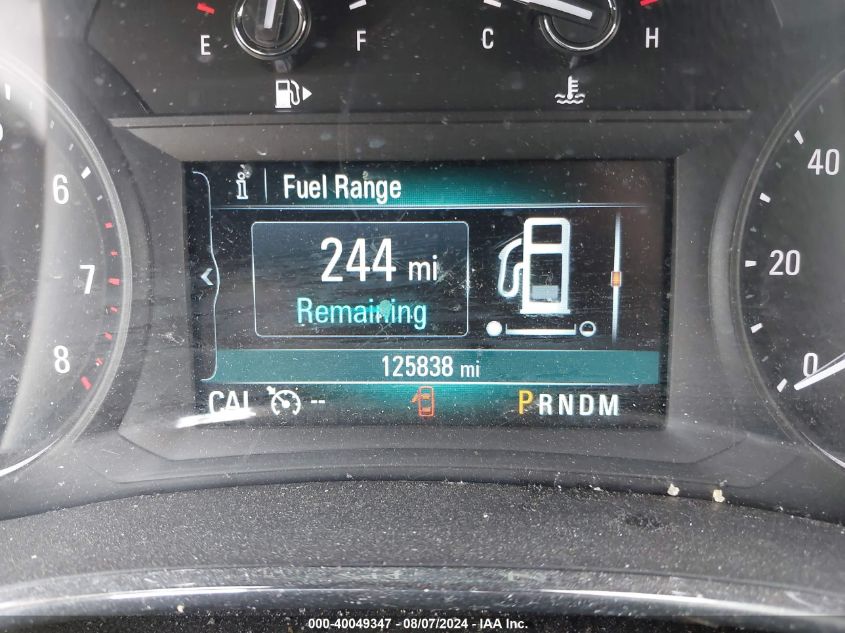 E F C H
6
7
8
i Fuel Range
244 mi
Remaining
125838 mi
CAL --
PRNDM
40
20
0
000-40049347 - 08/07/2024 - IAA Inc.